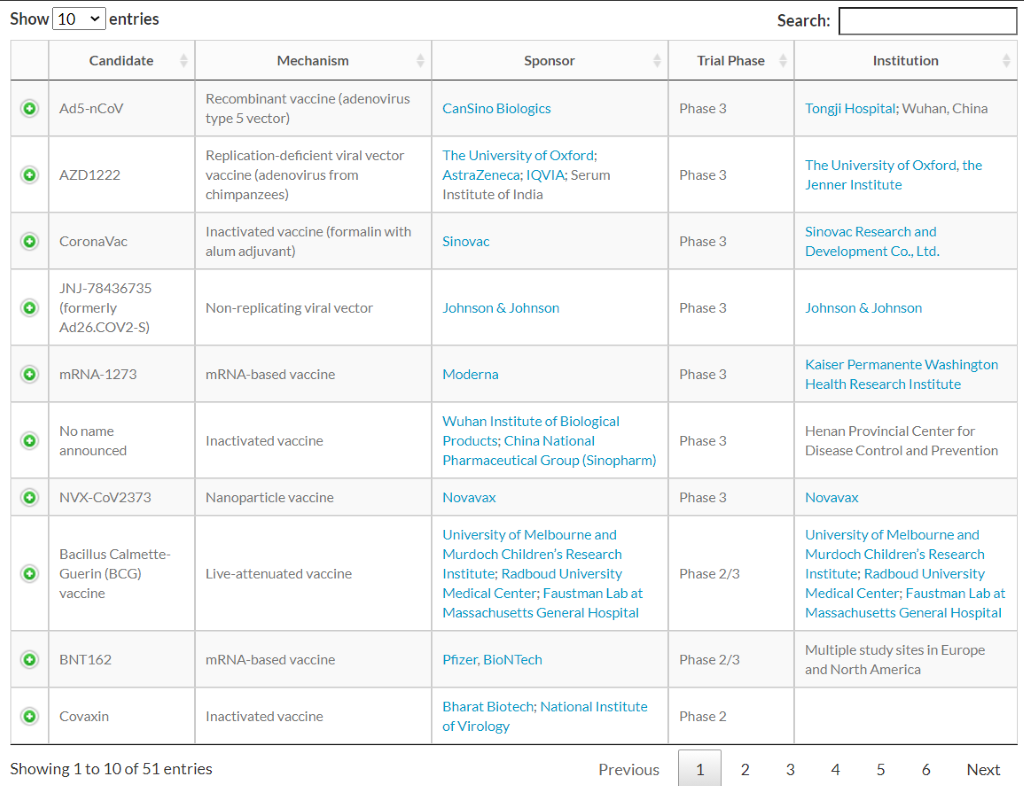 Show 10 entries
Search:
Candidate
Mechanism
Sponsor
Trial Phase
Institution
Ad5-nCoV
Recombinant vaccine (adenovirus
type 5 vector)
CanSino Biologics
Phase 3
Tongji Hospital; Wuhan, China
AZD1222
Replication-deficient viral vector
vaccine (adenovirus from
chimpanzees)
The University of Oxford;
AstraZeneca; IQVIA; Serum
Institute of India
Phase 3
The University of Oxford, the
Jenner Institute
CoronaVac
Inactivated vaccine (formalin with
alum adjuvant)
Sinovac
Phase 3
Sinovac Research and
Development Co., Ltd.
JNJ-78436735
(formerly
Ad26.COV2-S)
Non-replicating viral vector
Johnson & Johnson
Phase 3
Johnson & Johnson
mRNA-1273
mRNA-based vaccine
Moderna
Phase 3
Kaiser Permanente Washington
Health Research Institute
No name
announced
Inactivated vaccine
Wuhan Institute of Biological
Products; China National
Pharmaceutical Group (Sinopharm)
Phase 3
Henan Provincial Center for
Disease Control and Prevention
NVX-CoV2373
Nanoparticle vaccine
Novavax
Phase 3
Novavax
Bacillus Calmette-
Guerin (BCG)
vaccine
Live-attenuated vaccine
University of Melbourne and
Murdoch Children's Research
Institute; Radboud University
Medical Center; Faustman Lab at
Massachusetts General Hospital
Phase 2/3
University of Melbourne and
Murdoch Children's Research
Institute; Radboud University
Medical Center; Faustman Lab at
Massachusetts General Hospital
BNT162
mRNA-based vaccine
Pfizer, BioNTech
Phase 2/3
Multiple study sites in Europe
and North America
Covaxin
Inactivated vaccine
Bharat Biotech; National Institute
of Virology
Phase 2
Showing 1 to 10 of 51 entries
Previous 1 2 3 4 5 6 Next